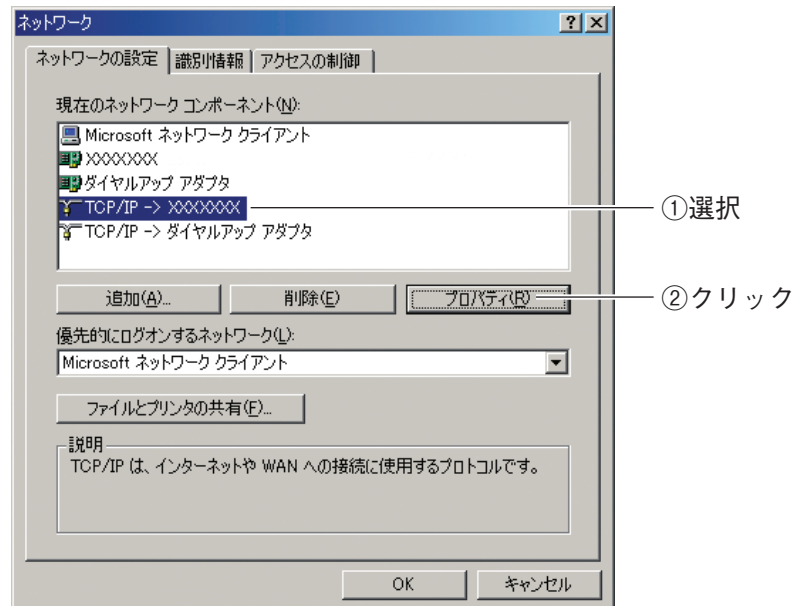 ネットワーク
ネットワークの設定 識別情報 アクセスの制御
現在のネットワーク コンポーネント(N):
Microsoft ネットワーク クライアント
XXXXXXX
ダイヤルアップ アダプタ
TCP/IP -> XXXXXXX ①選択
TCP/IP -> ダイヤルアップ アダプタ
追加(A)... 削除(E) プロパティ(R) ②クリック
優先的にログオンするネットワーク(L):
Microsoft ネットワーク クライアント
ファイルとプリンタの共有(F)...
説明
TCP/IP は、インターネットや WAN への接続に使用するプロトコルです。
OK キャンセル